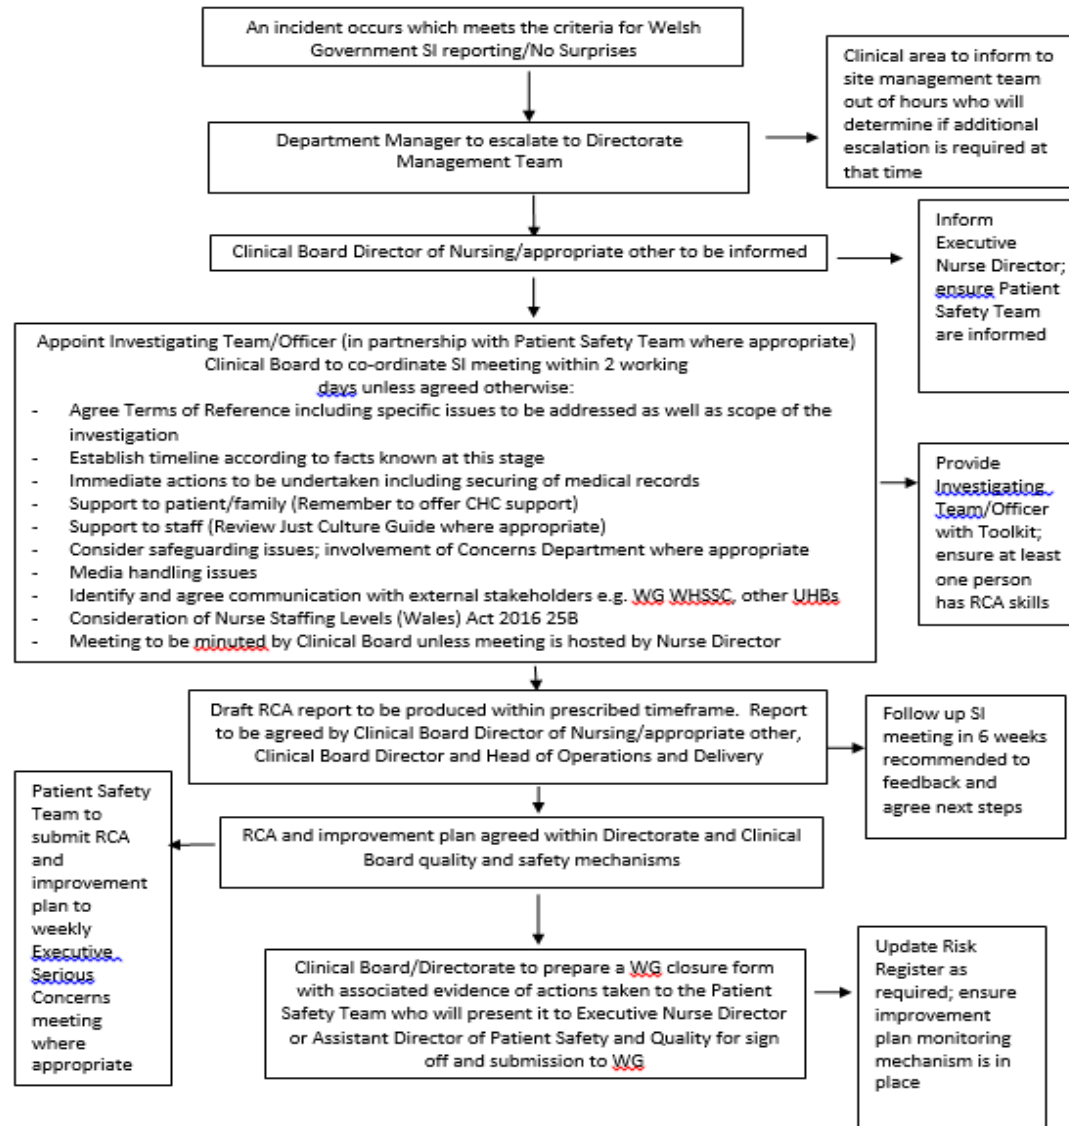 An incident occurs which meets the criteria for Welsh
Government SI reporting/No Surprises
Clinical area to inform to
site management team
out of hours who will
determine if additional
escalation is required at
that time
Department Manager to escalate to Directorate
Management Team
Clinical Board Director of Nursing/appropriate other to be informed
Inform
Executive
Nurse Director;
ensure Patient
Safety Team
are informed
Appoint Investigating Team/Officer (in partnership with Patient Safety Team where appropriate)
Clinical Board to co-ordinate SI meeting within 2 working
days unless agreed otherwise:
- Agree Terms of Reference including specific issues to be addressed as well as scope of the
investigation
- Establish timeline according to facts known at this stage
- Immediate actions to be undertaken including securing of medical records
- Support to patient/family (Remember to offer CHC support)
- Support to staff (Review Just Culture Guide where appropriate)
- Consider safeguarding issues; involvement of Concerns Department where appropriate
- Media handling issues
- Identify and agree communication with external stakeholders e.g. WG WHSSC, other UHBs
- Consideration of Nurse Staffing Levels (Wales) Act 2016 25B
- Meeting to be minuted by Clinical Board unless meeting is hosted by Nurse Director
Provide
Investigating
Team/Officer
with Toolkit;
ensure at least
one person
has RCA skills
Draft RCA report to be produced within prescribed timeframe. Report
to be agreed by Clinical Board Director of Nursing/appropriate other,
Clinical Board Director and Head of Operations and Delivery
Follow up SI
meeting in 6 weeks
recommended to
feedback and
agree next steps
Patient Safety
Team to
submit RCA
and
improvement
plan to
weekly
Executive
Serious
Concerns
meeting
where
appropriate
RCA and improvement plan agreed within Directorate and Clinical
Board quality and safety mechanisms
Clinical Board/Directorate to prepare a WG closure form
with associated evidence of actions taken to the Patient
Safety Team who will present it to Executive Nurse Director
or Assistant Director of Patient Safety and Quality for sign
off and submission to WG
Update Risk
Register as
required; ensure
improvement
plan monitoring
mechanism is in
place